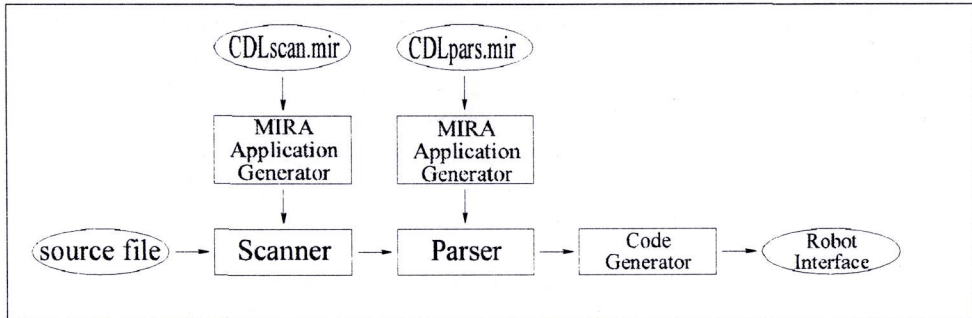 CDLscan.mir
CDLpars.mir
MIRA
Application
Generator
MIRA
Application
Generator
source file
Scanner
Parser
Code
Generator
Robot
Interface